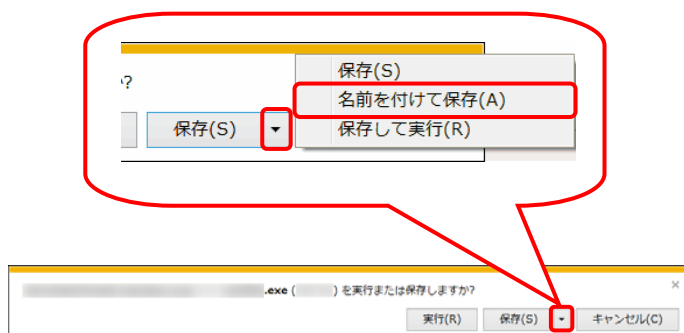 か?
保存(S)
保存(S)
名前を付けて保存(A)
保存して実行(R)
.exe ( ) を実行または保存しますか?
実行(R)
保存(S)
キャンセル(C)